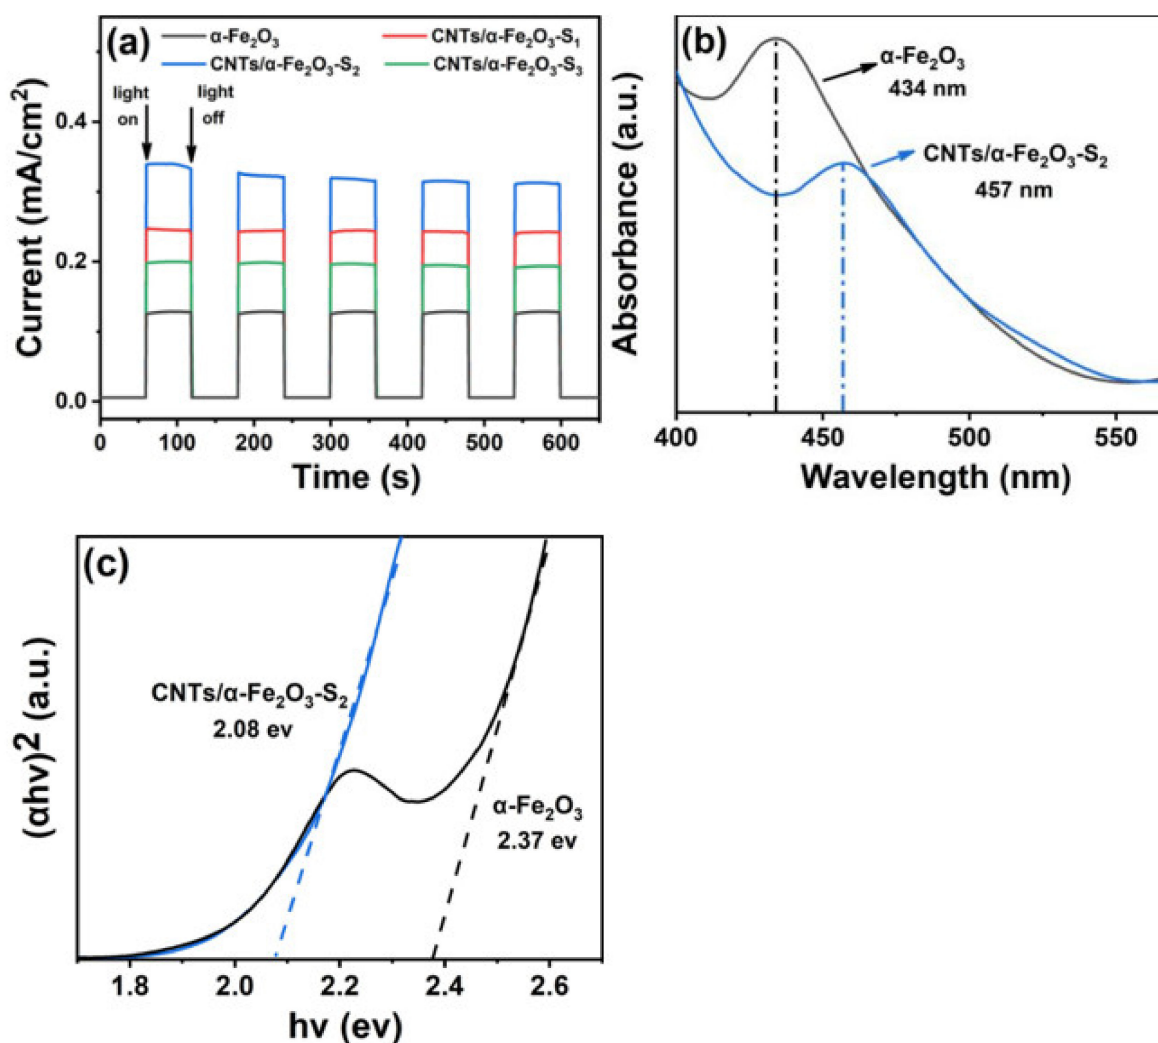 (a)
α-Fe₂O₃
CNTs/α-Fe₂O₃-S₁
CNTs/α-Fe₂O₃-S₂
CNTs/α-Fe₂O₃-S₃
light
on
light
off
Current (mA/cm²)
0.4
0.2
0.0
0 100 200 300 400 500 600
Time (s)
(b)
α-Fe₂O₃
434 nm
CNTs/α-Fe₂O₃-S₂
457 nm
Absorbance (a.u.)
400 450 500 550
Wavelength (nm)
(c)
CNTs/α-Fe₂O₃-S₂
2.08 ev
α-Fe₂O₃
2.37 ev
(αhv)² (a.u.)
1.8 2.0 2.2 2.4 2.6
hv (ev)